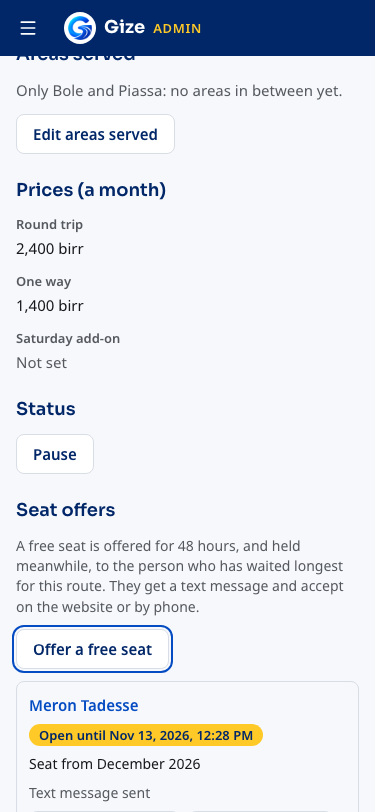 Gize ADMIN
Areas served
Only Bole and Piassa: no areas in between yet.
Edit areas served
Prices (a month)
Round trip
2,400 birr
One way
1,400 birr
Saturday add-on
Not set
Status
Pause
Seat offers
A free seat is offered for 48 hours, and held
meanwhile, to the person who has waited longest
for this route. They get a text message and accept
on the website or by phone.
Offer a free seat
Meron Tadesse
Open until Nov 13, 2026, 12:28 PM
Seat from December 2026
Text message sent